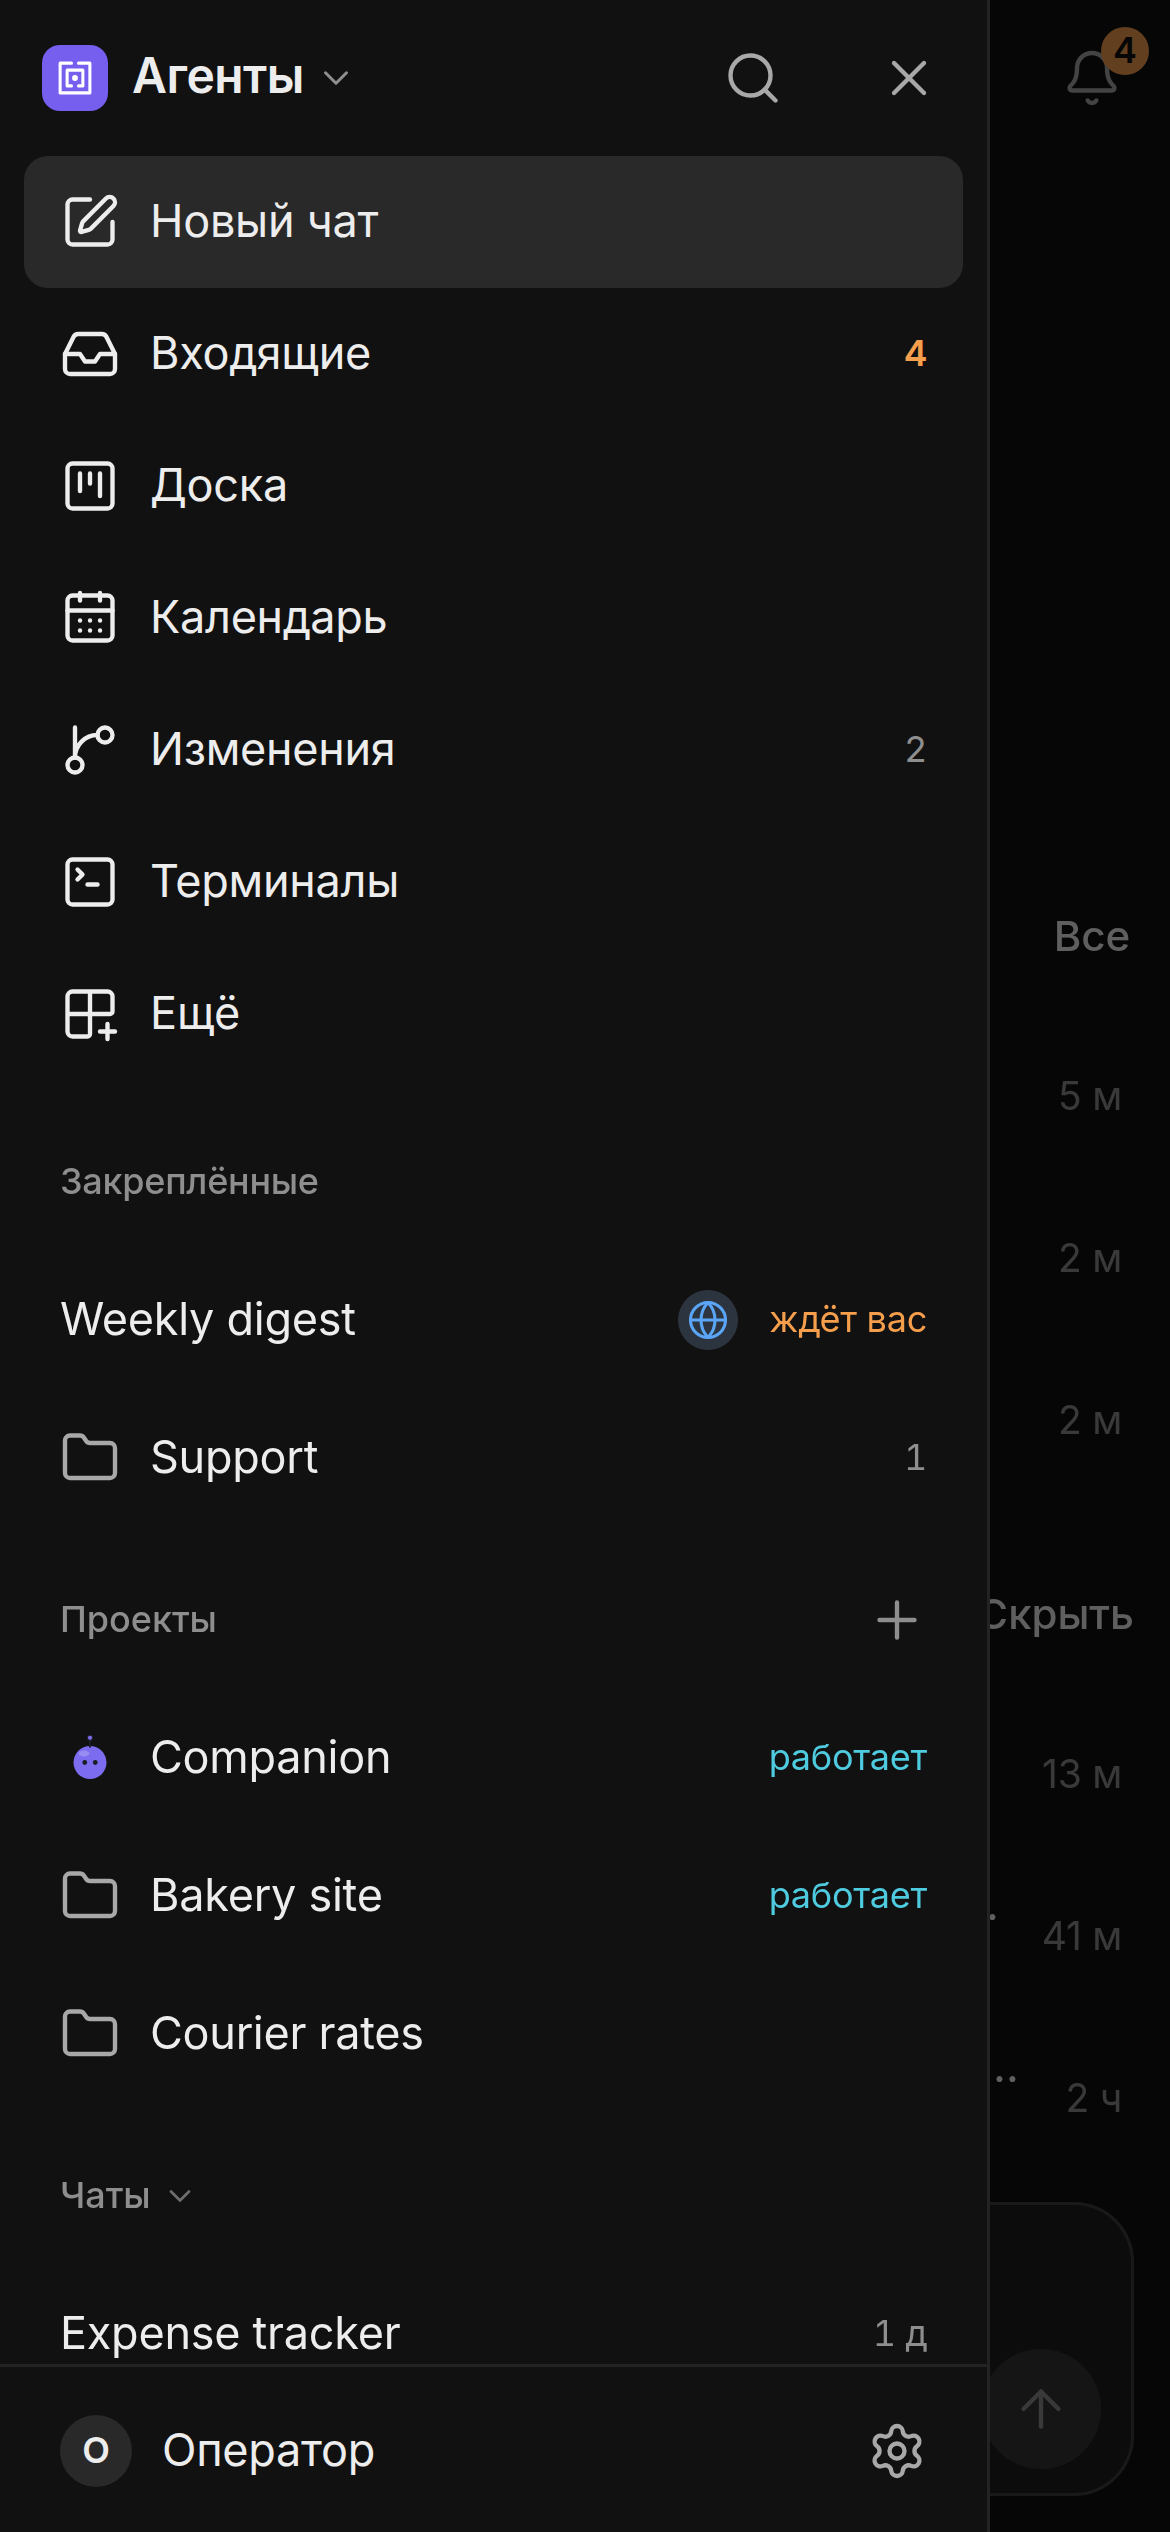 Агенты
4
Новый чат
Входящие 4
Доска
Календарь
Изменения 2
Терминалы
Все
Ещё
5 м
Закреплённые
2 м
Weekly digest ждёт вас
2 м
Support 1
Проекты
Скрыть
Companion работает
13 м
Bakery site работает
41 м
Courier rates
2 ч
Чаты
Expense tracker 1 д
О Оператор